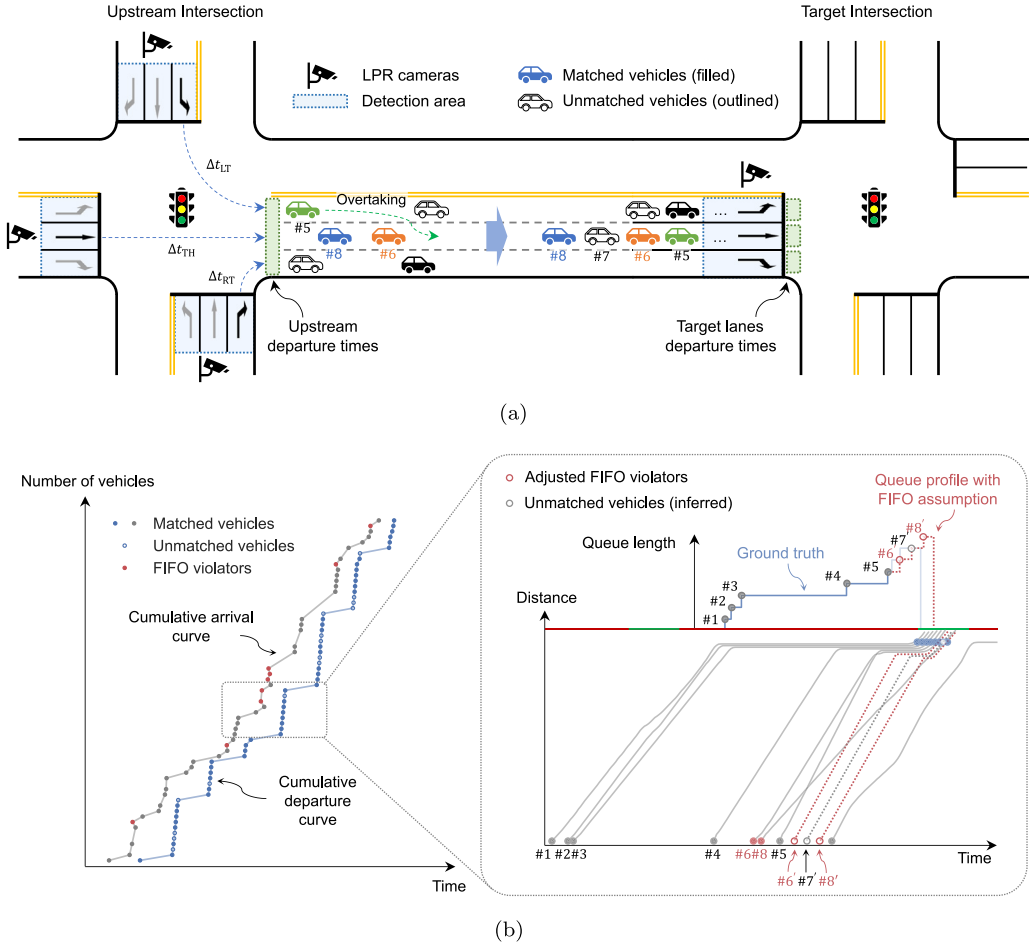 Upstream Intersection
Target Intersection
LPR cameras
Detection area
Matched vehicles (filled)
Unmatched vehicles (outlined)
Δt_LT
Δt_TH
Δt_RT
Overtaking
#5
#8
#6
#8
#7
#6
#5
...
...
Upstream
departure times
Target lanes
departure times
(a)
Number of vehicles
Matched vehicles
Unmatched vehicles
FIFO violators
Cumulative arrival
curve
Cumulative
departure
curve
Time
Adjusted FIFO violators
Unmatched vehicles (inferred)
Queue profile with
FIFO assumption
Queue length
Ground truth
#1
#2
#3
#4
#5
#6'
#7'
#8'
Distance
#1
#2
#3
#4
#6
#8
#5
Time
#6'
#7'
#8'
(b)